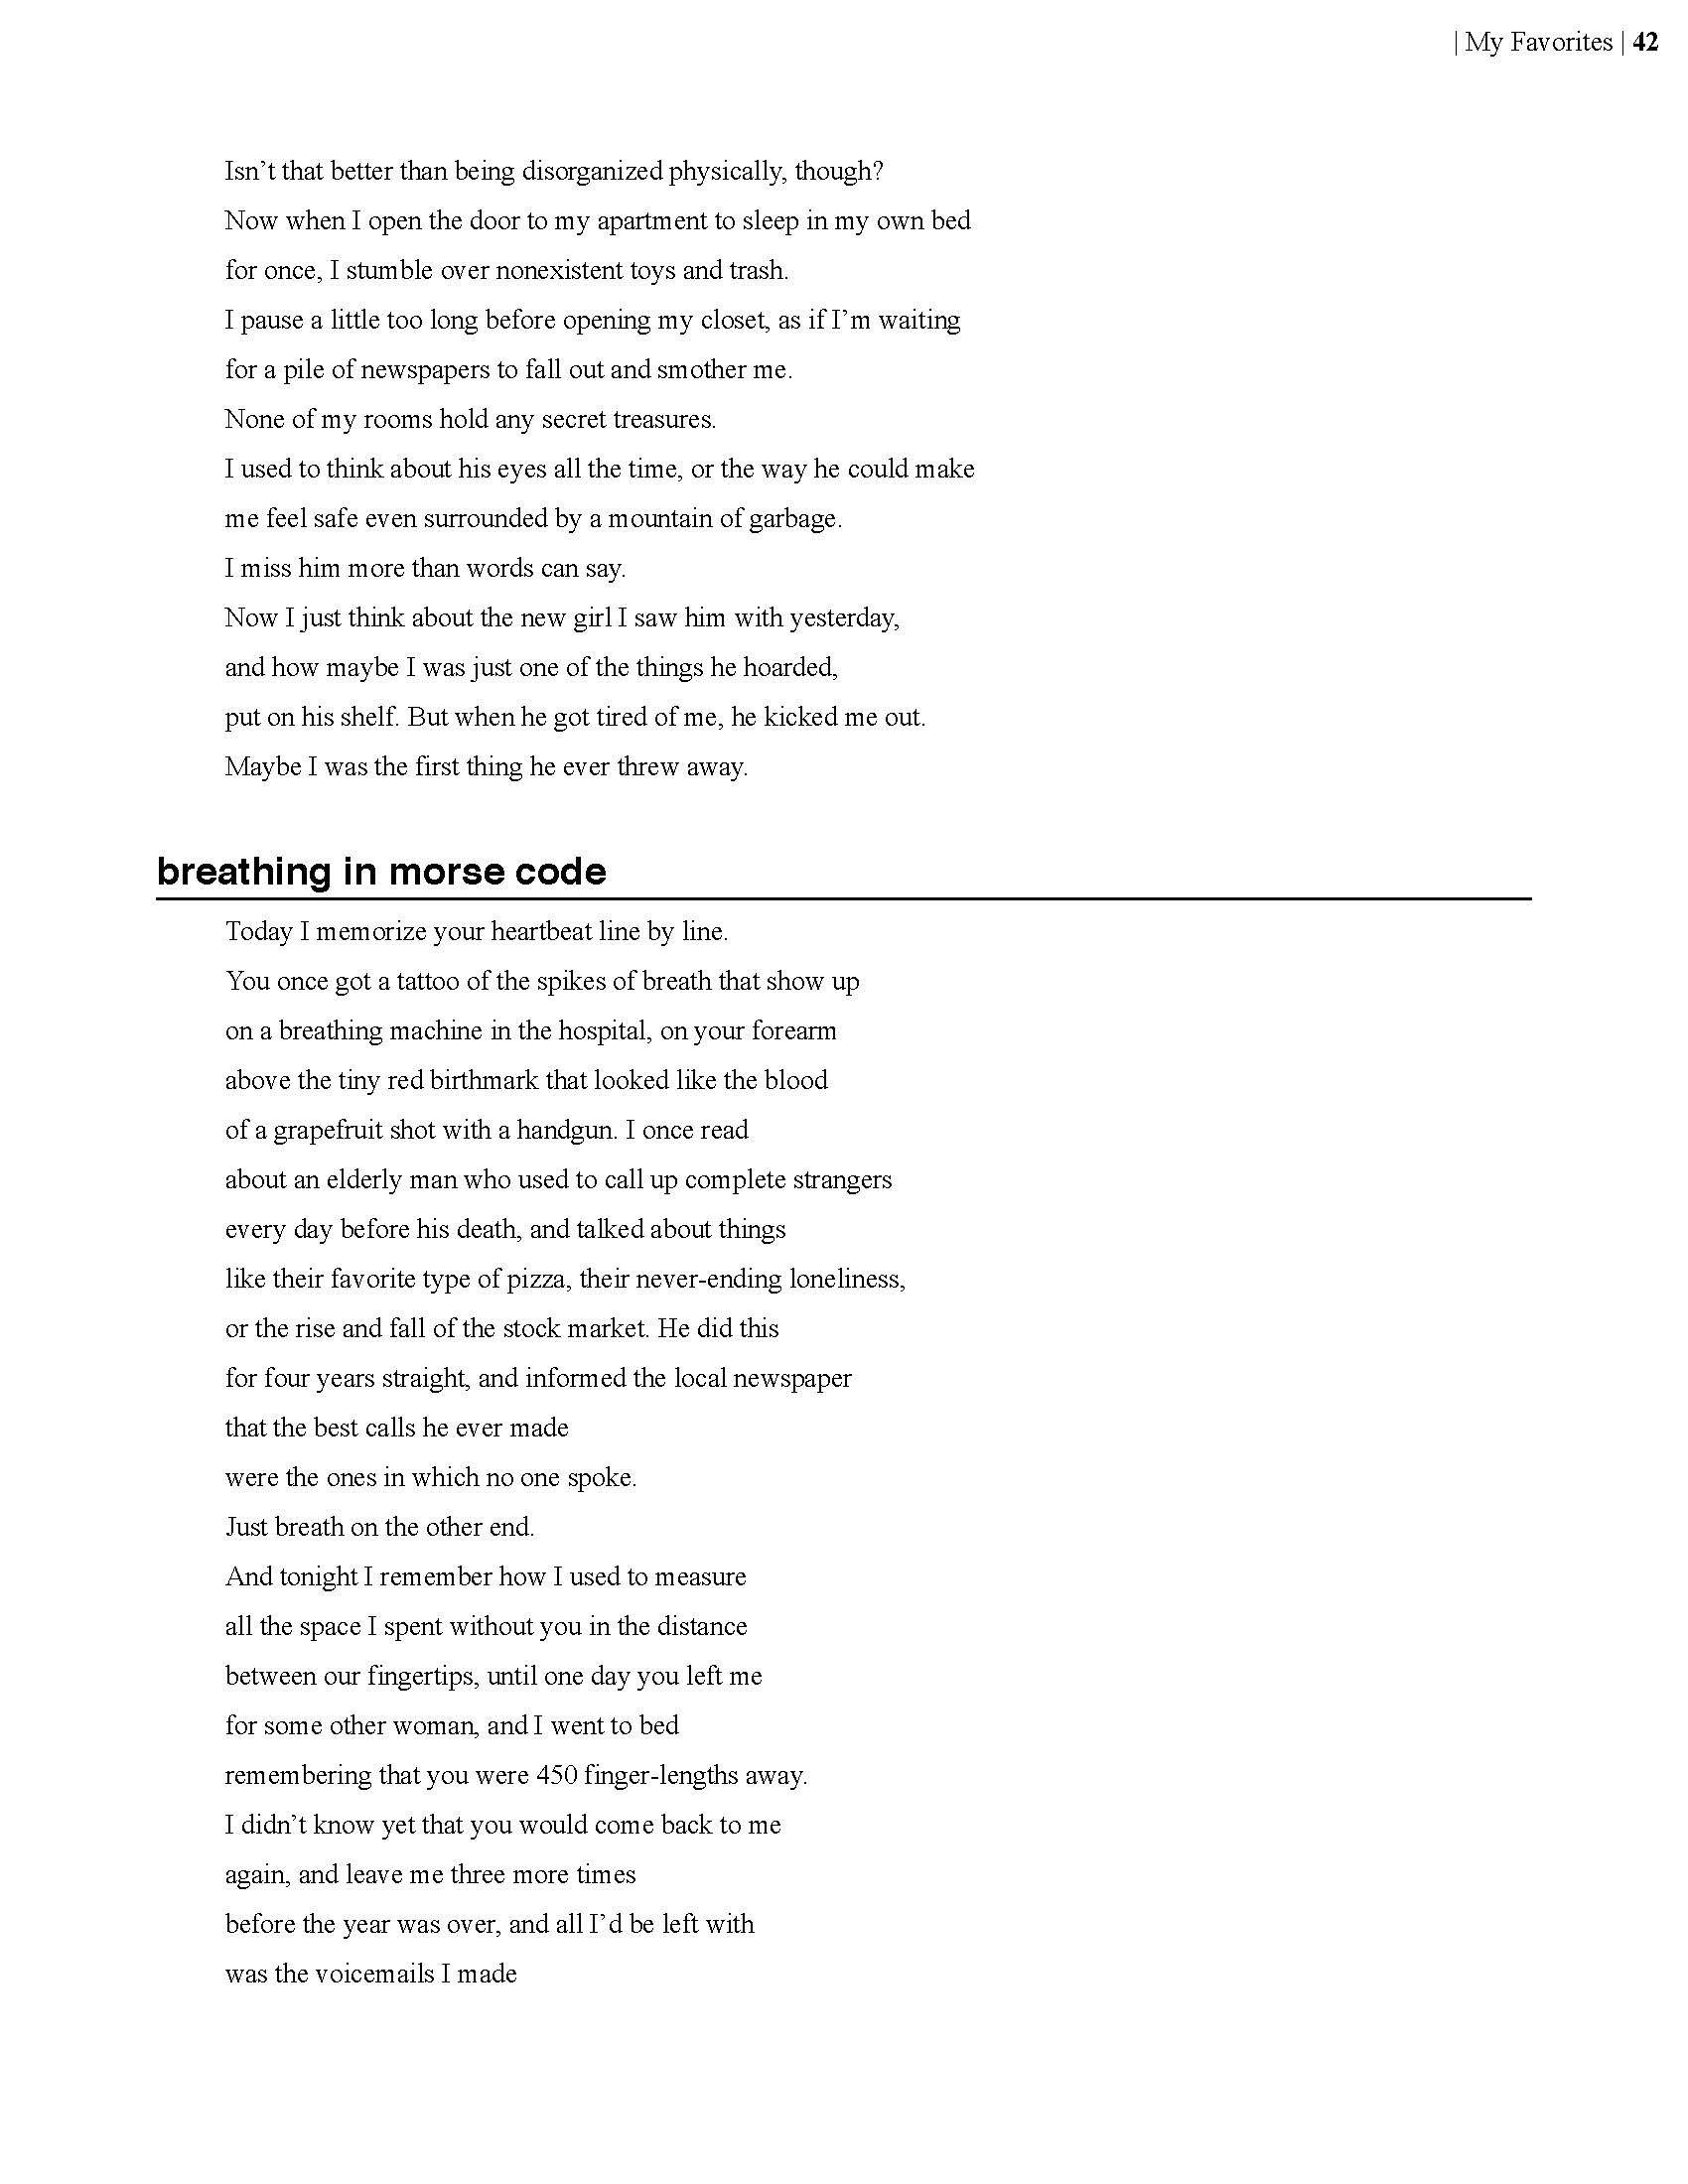 | My Favorites | 42
Isn’t that better than being disorganized physically, though?
Now when I open the door to my apartment to sleep in my own bed
for once, I stumble over nonexistent toys and trash.
I pause a little too long before opening my closet, as if I’m waiting
for a pile of newspapers to fall out and smother me.
None of my rooms hold any secret treasures.
I used to think about his eyes all the time, or the way he could make
me feel safe even surrounded by a mountain of garbage.
I miss him more than words can say.
Now I just think about the new girl I saw him with yesterday,
and how maybe I was just one of the things he hoarded,
put on his shelf. But when he got tired of me, he kicked me out.
Maybe I was the first thing he ever threw away.
breathing in morse code
Today I memorize your heartbeat line by line.
You once got a tattoo of the spikes of breath that show up
on a breathing machine in the hospital, on your forearm
above the tiny red birthmark that looked like the blood
of a grapefruit shot with a handgun. I once read
about an elderly man who used to call up complete strangers
every day before his death, and talked about things
like their favorite type of pizza, their never-ending loneliness,
or the rise and fall of the stock market. He did this
for four years straight, and informed the local newspaper
that the best calls he ever made
were the ones in which no one spoke.
Just breath on the other end.
And tonight I remember how I used to measure
all the space I spent without you in the distance
between our fingertips, until one day you left me
for some other woman, and I went to bed
remembering that you were 450 finger-lengths away.
I didn’t know yet that you would come back to me
again, and leave me three more times
before the year was over, and all I’d be left with
was the voicemails I made